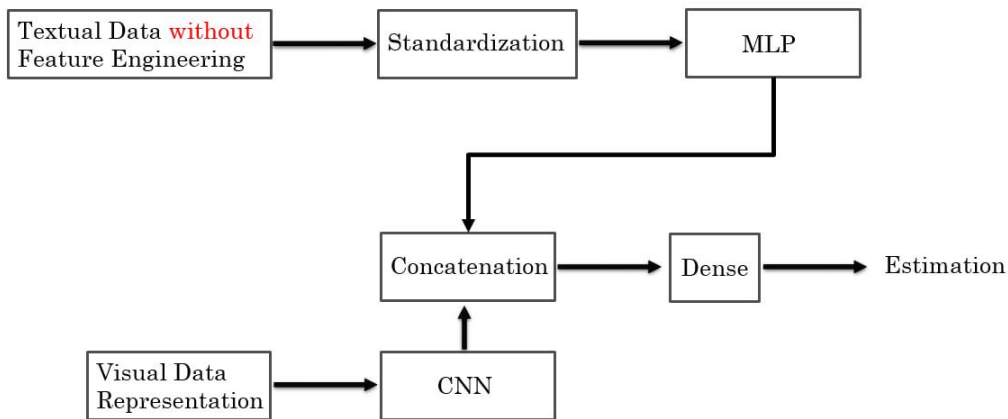 Textual Data without
Feature Engineering
Standardization
MLP
Concatenation
Dense
Estimation
Visual Data
Representation
CNN